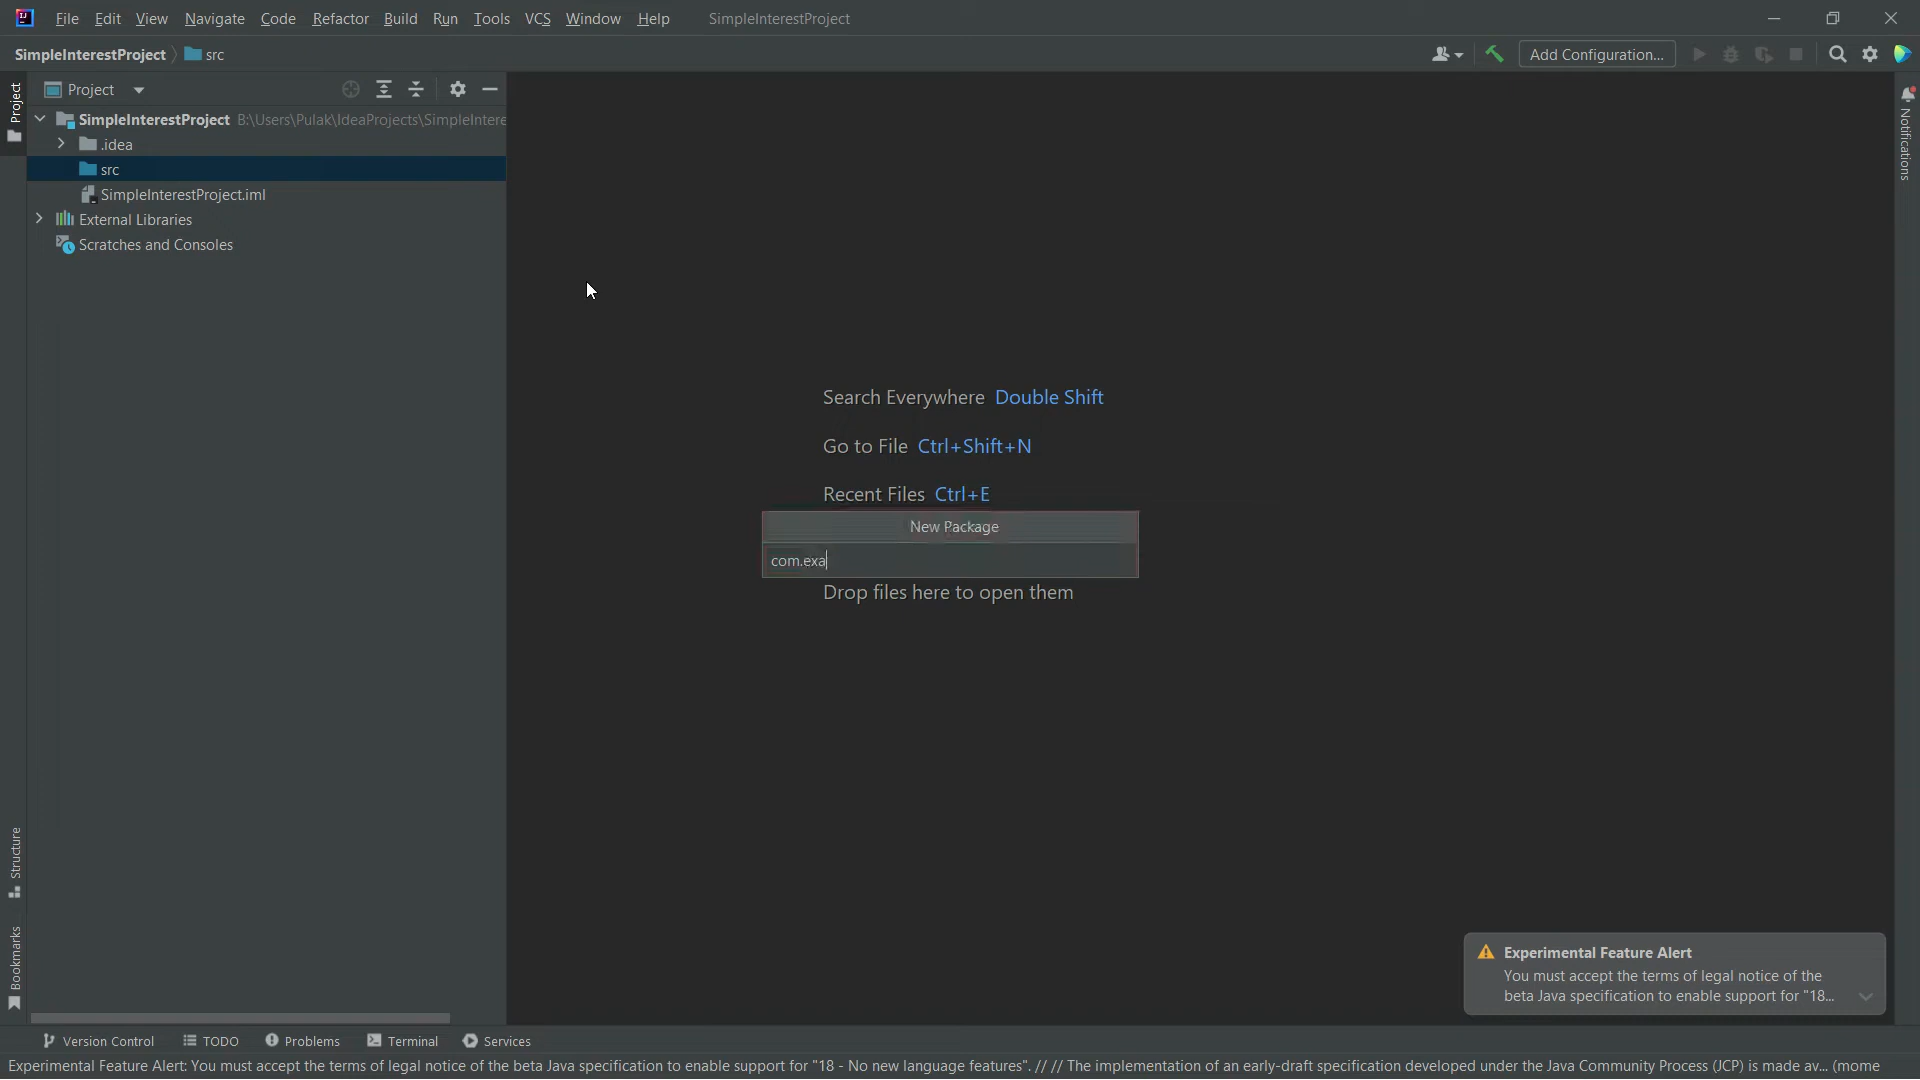 File Edit View Navigate Code Refactor Build Run Tools VCS Window Help SimpleInterestProject
SimpleInterestProject src
Add Configuration...
Project
Project
SimpleInterestProject B:\Users\Pulak\IdeaProjects\SimpleIntere
.idea
src
SimpleInterestProject.iml
External Libraries
Scratches and Consoles
Notifications
Search Everywhere Double Shift
Go to File Ctrl+Shift+N
Recent Files Ctrl+E
New Package
com.exa
Drop files here to open them
Structure
Bookmarks
Experimental Feature Alert
You must accept the terms of legal notice of the
beta Java specification to enable support for "18...
Version Control TODO Problems Terminal Services
Experimental Feature Alert: You must accept the terms of legal notice of the beta Java specification to enable support for "18 - No new language features". // // The implementation of an early-draft specification developed under the Java Community Process (JCP) is made av... (mome